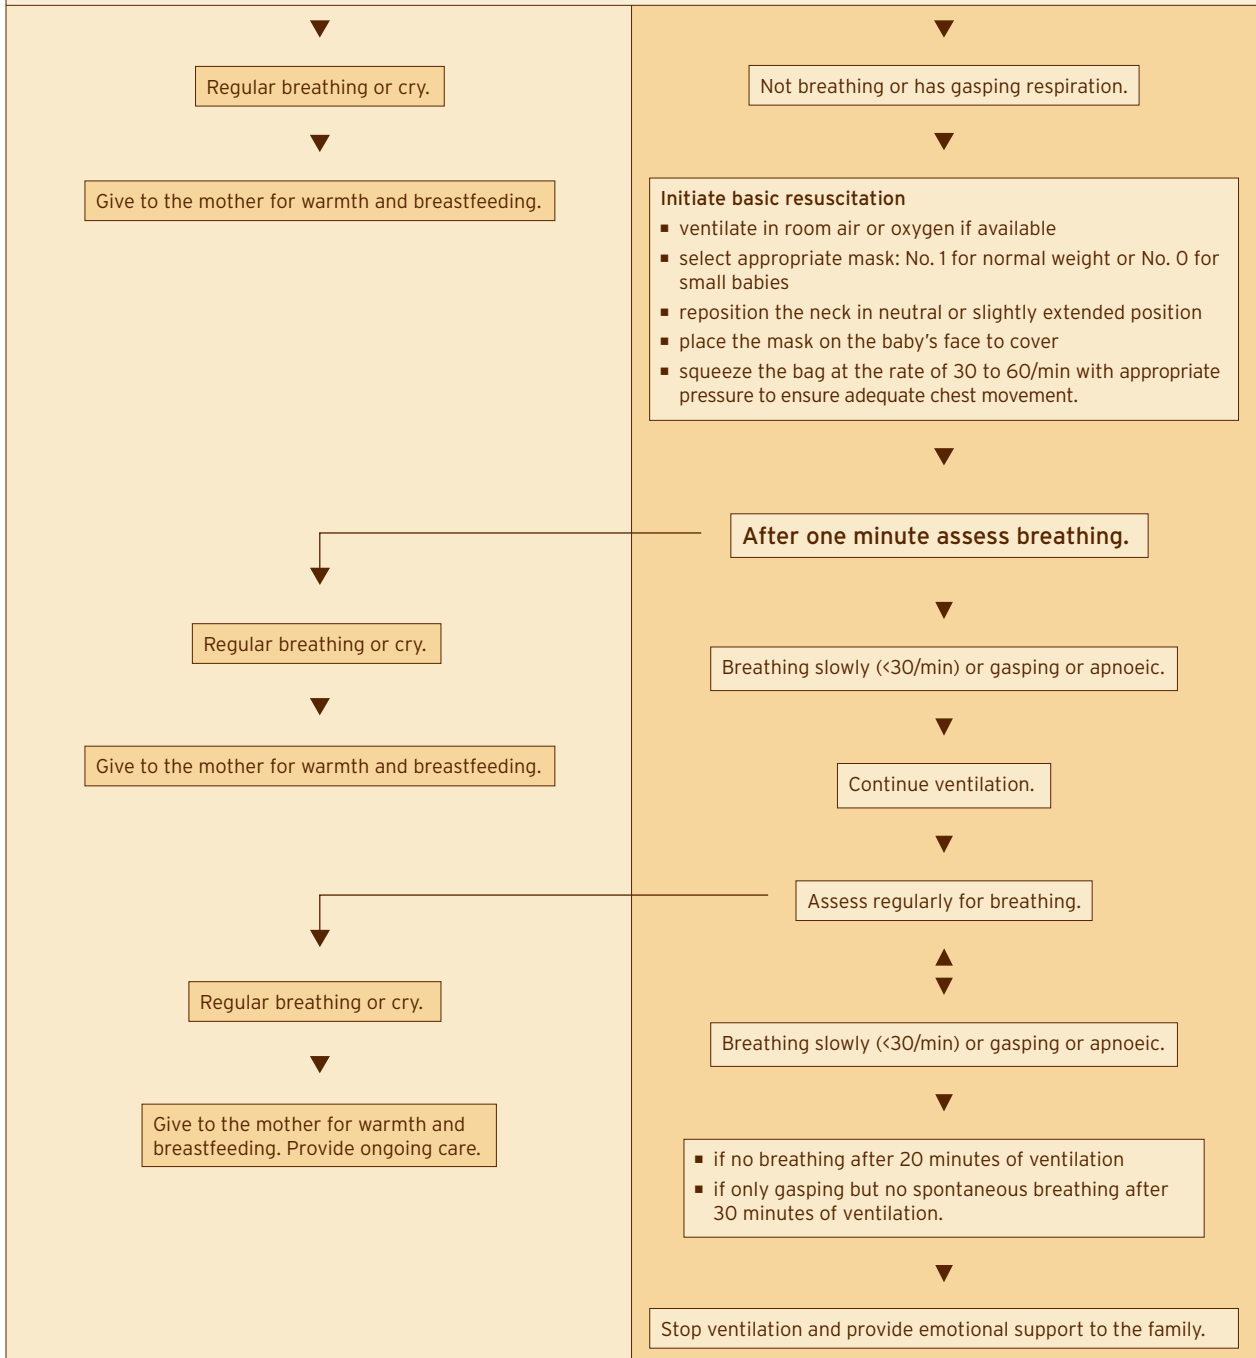 Regular breathing or cry.
Give to the mother for warmth and breastfeeding.
Not breathing or has gasping respiration.
Initiate basic resuscitation
▪ ventilate in room air or oxygen if available
▪ select appropriate mask: No. 1 for normal weight or No. 0 for
small babies
▪ reposition the neck in neutral or slightly extended position
▪ place the mask on the baby’s face to cover
▪ squeeze the bag at the rate of 30 to 60/min with appropriate
pressure to ensure adequate chest movement.
After one minute assess breathing.
Regular breathing or cry.
Give to the mother for warmth and breastfeeding.
Breathing slowly (<30/min) or gasping or apnoeic.
Continue ventilation.
Assess regularly for breathing.
Regular breathing or cry.
Give to the mother for warmth and
breastfeeding. Provide ongoing care.
Breathing slowly (<30/min) or gasping or apnoeic.
▪ if no breathing after 20 minutes of ventilation
▪ if only gasping but no spontaneous breathing after
30 minutes of ventilation.
Stop ventilation and provide emotional support to the family.